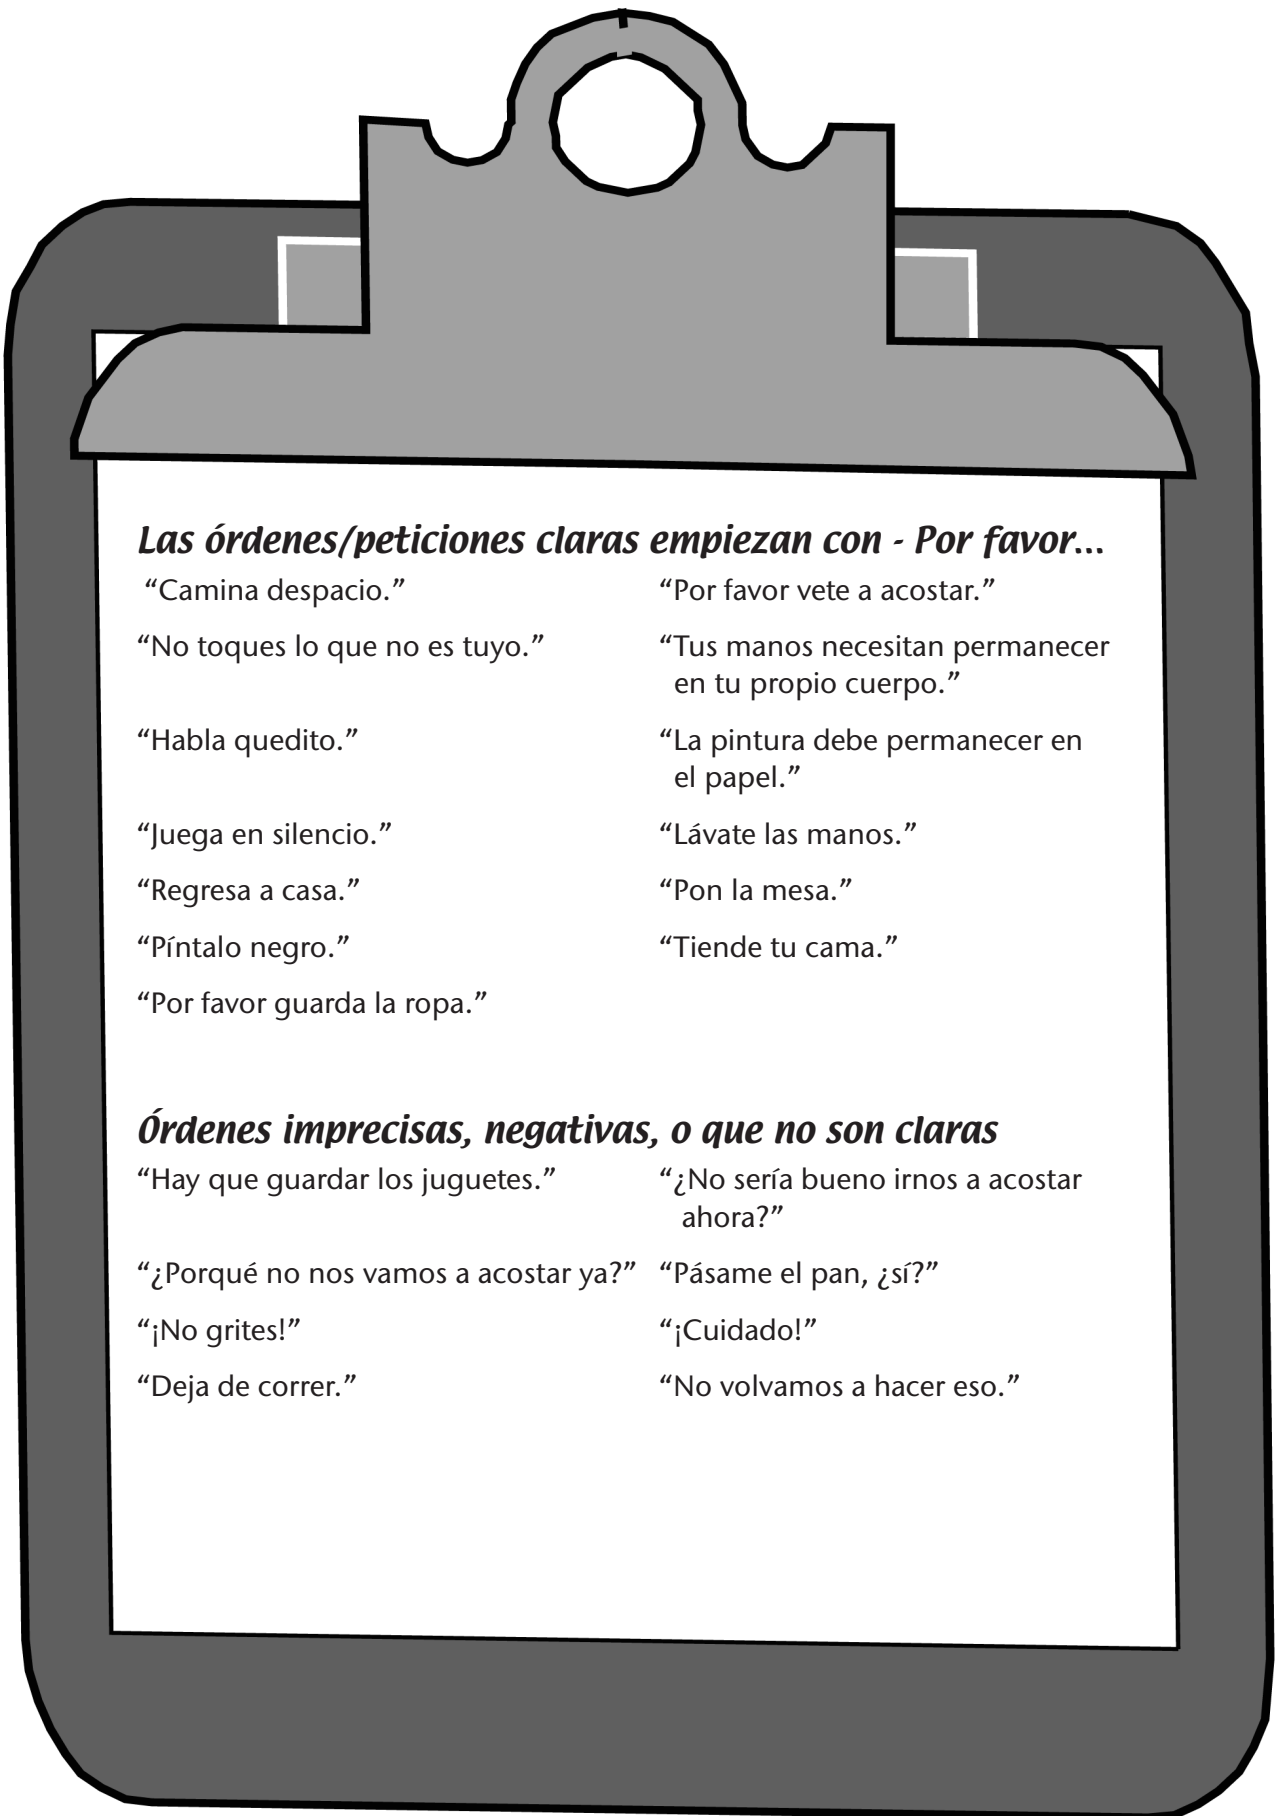 Las órdenes/peticiones claras empiezan con - Por favor...
“Camina despacio.” “Por favor vete a acostar.”
“No toques lo que no es tuyo.” “Tus manos necesitan permanecer
en tu propio cuerpo.”
“Habla quedito.” “La pintura debe permanecer en
el papel.”
“Juega en silencio.” “Lávate las manos.”
“Regresa a casa.” “Pon la mesa.”
“Píntalo negro.” “Tiende tu cama.”
“Por favor guarda la ropa.”
Órdenes imprecisas, negativas, o que no son claras
“Hay que guardar los juguetes.” “¿No sería bueno irnos a acostar
ahora?”
“¿Porqué no nos vamos a acostar ya?” “Pásame el pan, ¿sí?”
“¡No grites!” “¡Cuidado!”
“Deja de correr.” “No volvamos a hacer eso.”